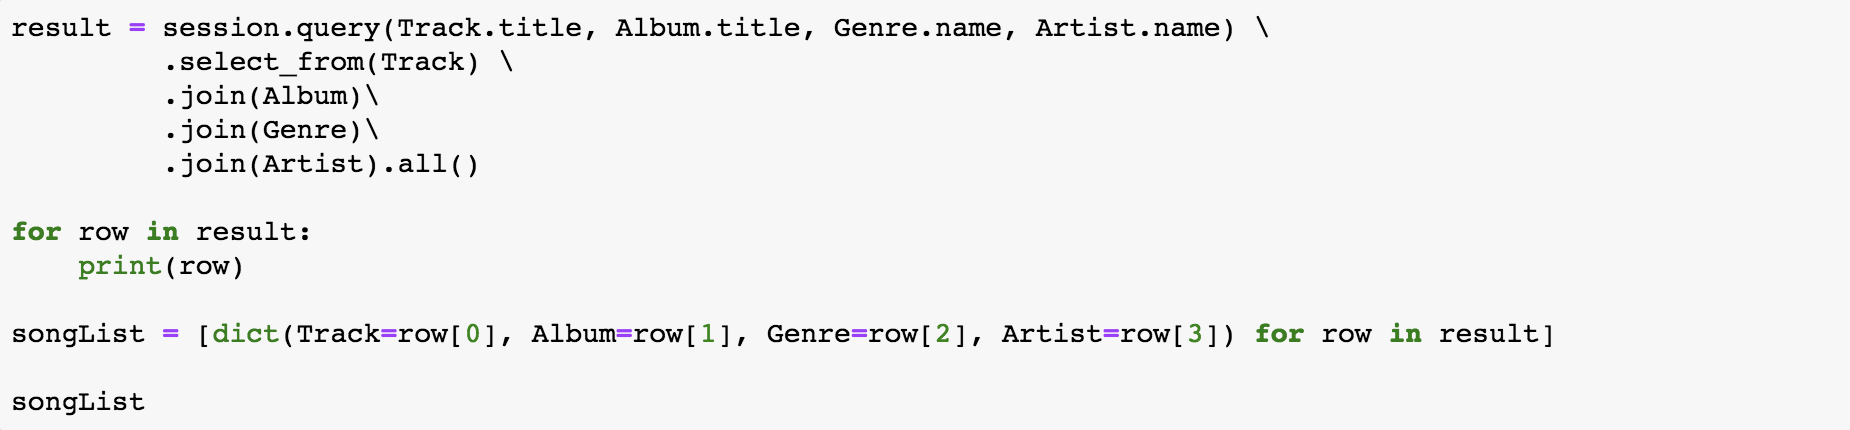 result = session.query(Track.title, Album.title, Genre.name, Artist.name) \
         .select_from(Track) \
         .join(Album)\
         .join(Genre)\
         .join(Artist).all()

for row in result:
    print(row)

songList = [dict(Track=row[0], Album=row[1], Genre=row[2], Artist=row[3]) for row in result]

songList